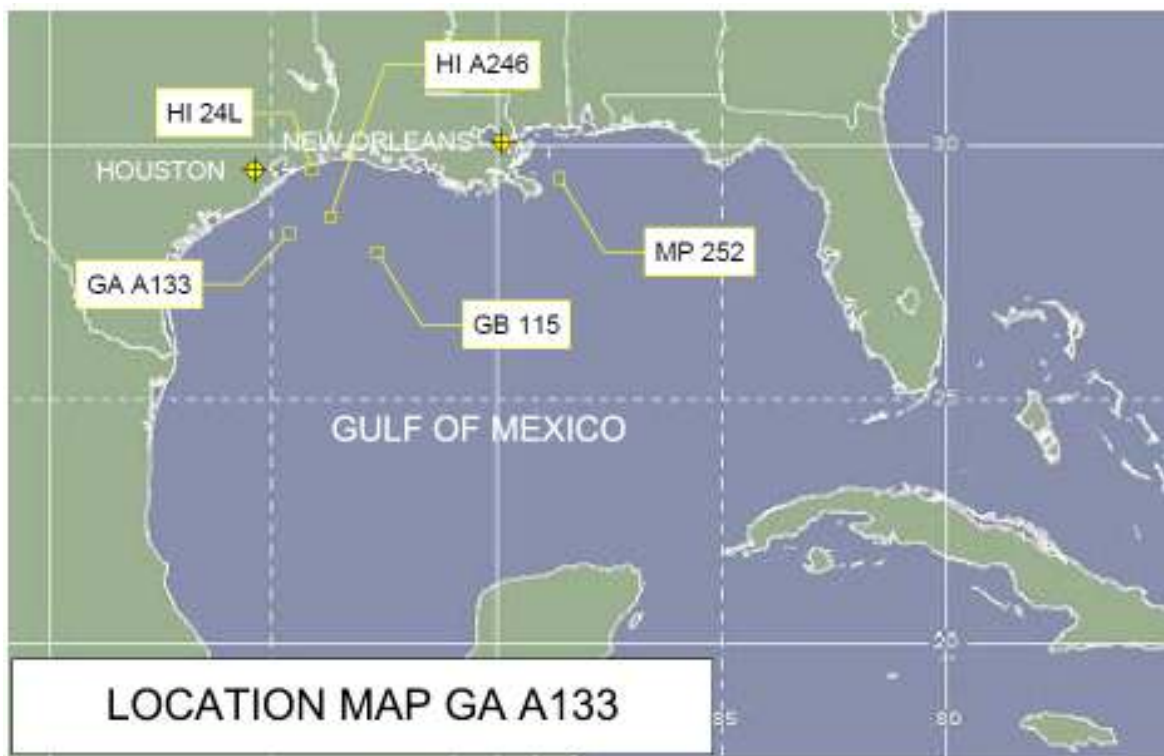 HI A246
HI 24L
NEW ORLEANS
30
HOUSTON
MP 252
GA A133
GB 115
25
GULF OF MEXICO
20
LOCATION MAP GA A133
85
80